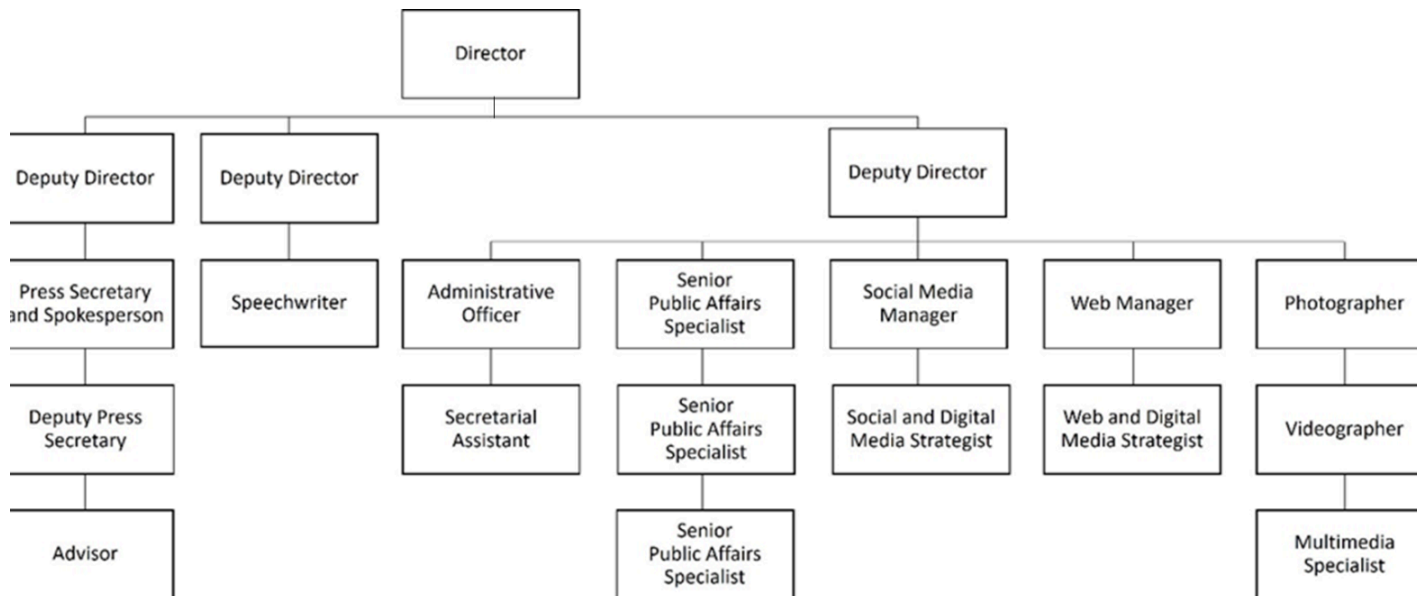 Director
Deputy Director
Deputy Director
Deputy Director
Press Secretary
and Spokesperson
Speechwriter
Administrative
Officer
Senior
Public Affairs
Specialist
Social Media
Manager
Web Manager
Photographer
Deputy Press
Secretary
Secretarial
Assistant
Senior
Public Affairs
Specialist
Social and Digital
Media Strategist
Web and Digital
Media Strategist
Videographer
Advisor
Senior
Public Affairs
Specialist
Multimedia
Specialist